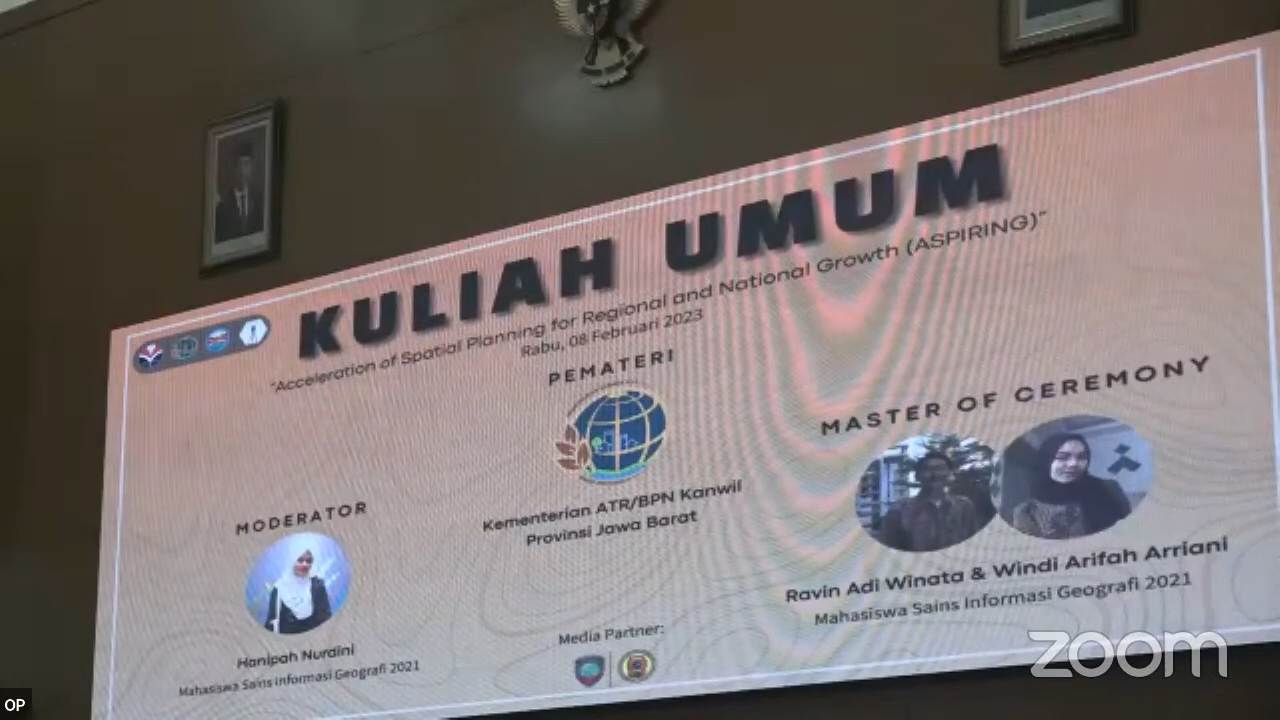 KULIAH UMUM
"Acceleration of Spatial Planning for Regional and National Growth (ASPIRING)"
Rabu, 08 Februari 2023
PEMATERI
Kementerian ATR/BPN Kanwil
Provinsi Jawa Barat
MODERATOR
Hanipah Nurdini
Mahasiswa Sains Informasi Geografi 2021
MASTER OF CEREMONY
Ravin Adi Winata & Windi Arifah Arriani
Mahasiswa Sains Informasi Geografi 2021
Media Partner:
zoom
OP